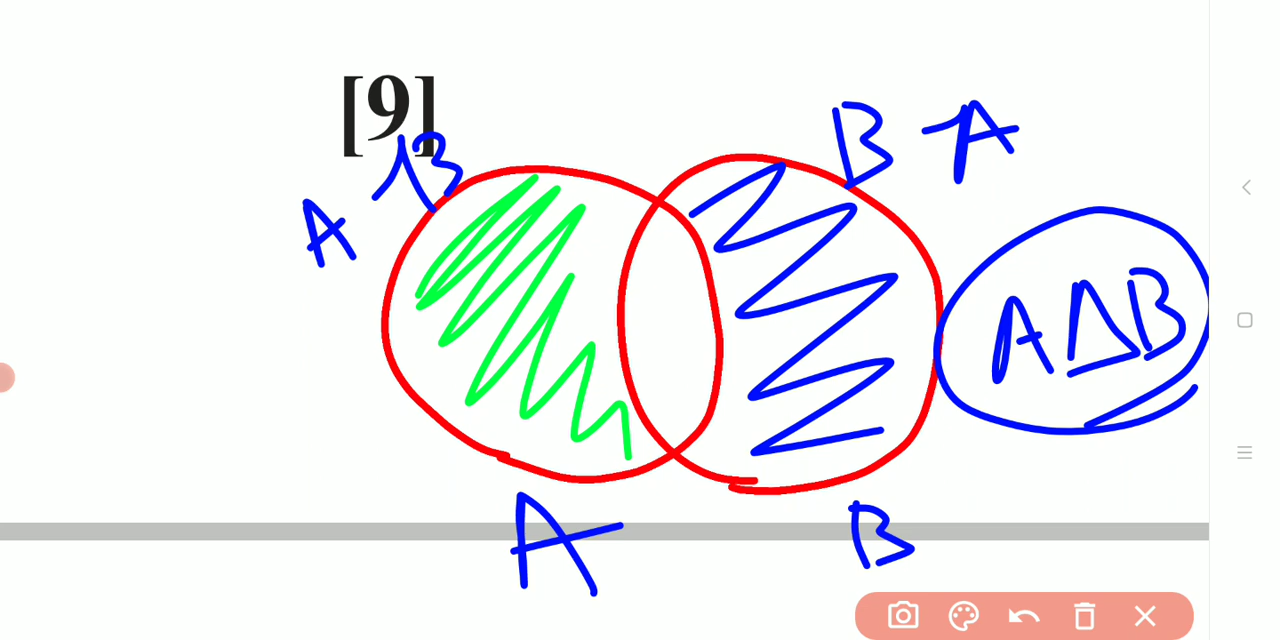 [9]
B - A
A - B
A Δ B
A
B